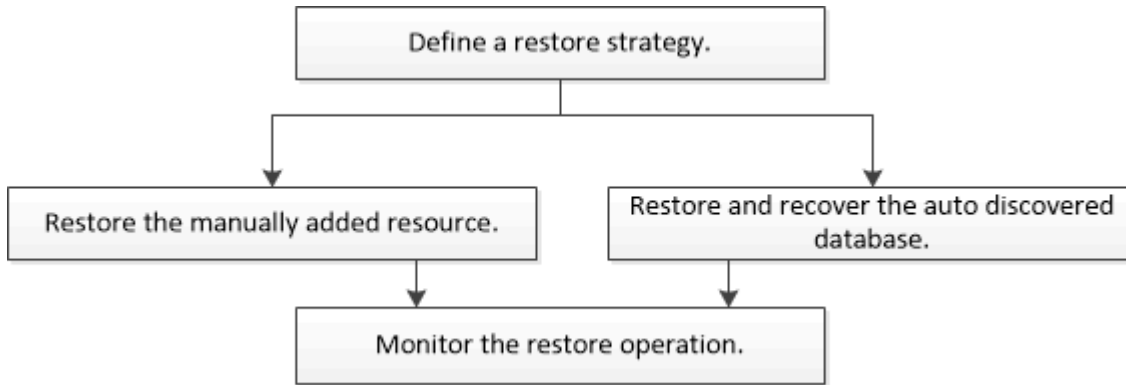 Define a restore strategy.
Restore the manually added resource.
Restore and recover the auto discovered
database.
Monitor the restore operation.